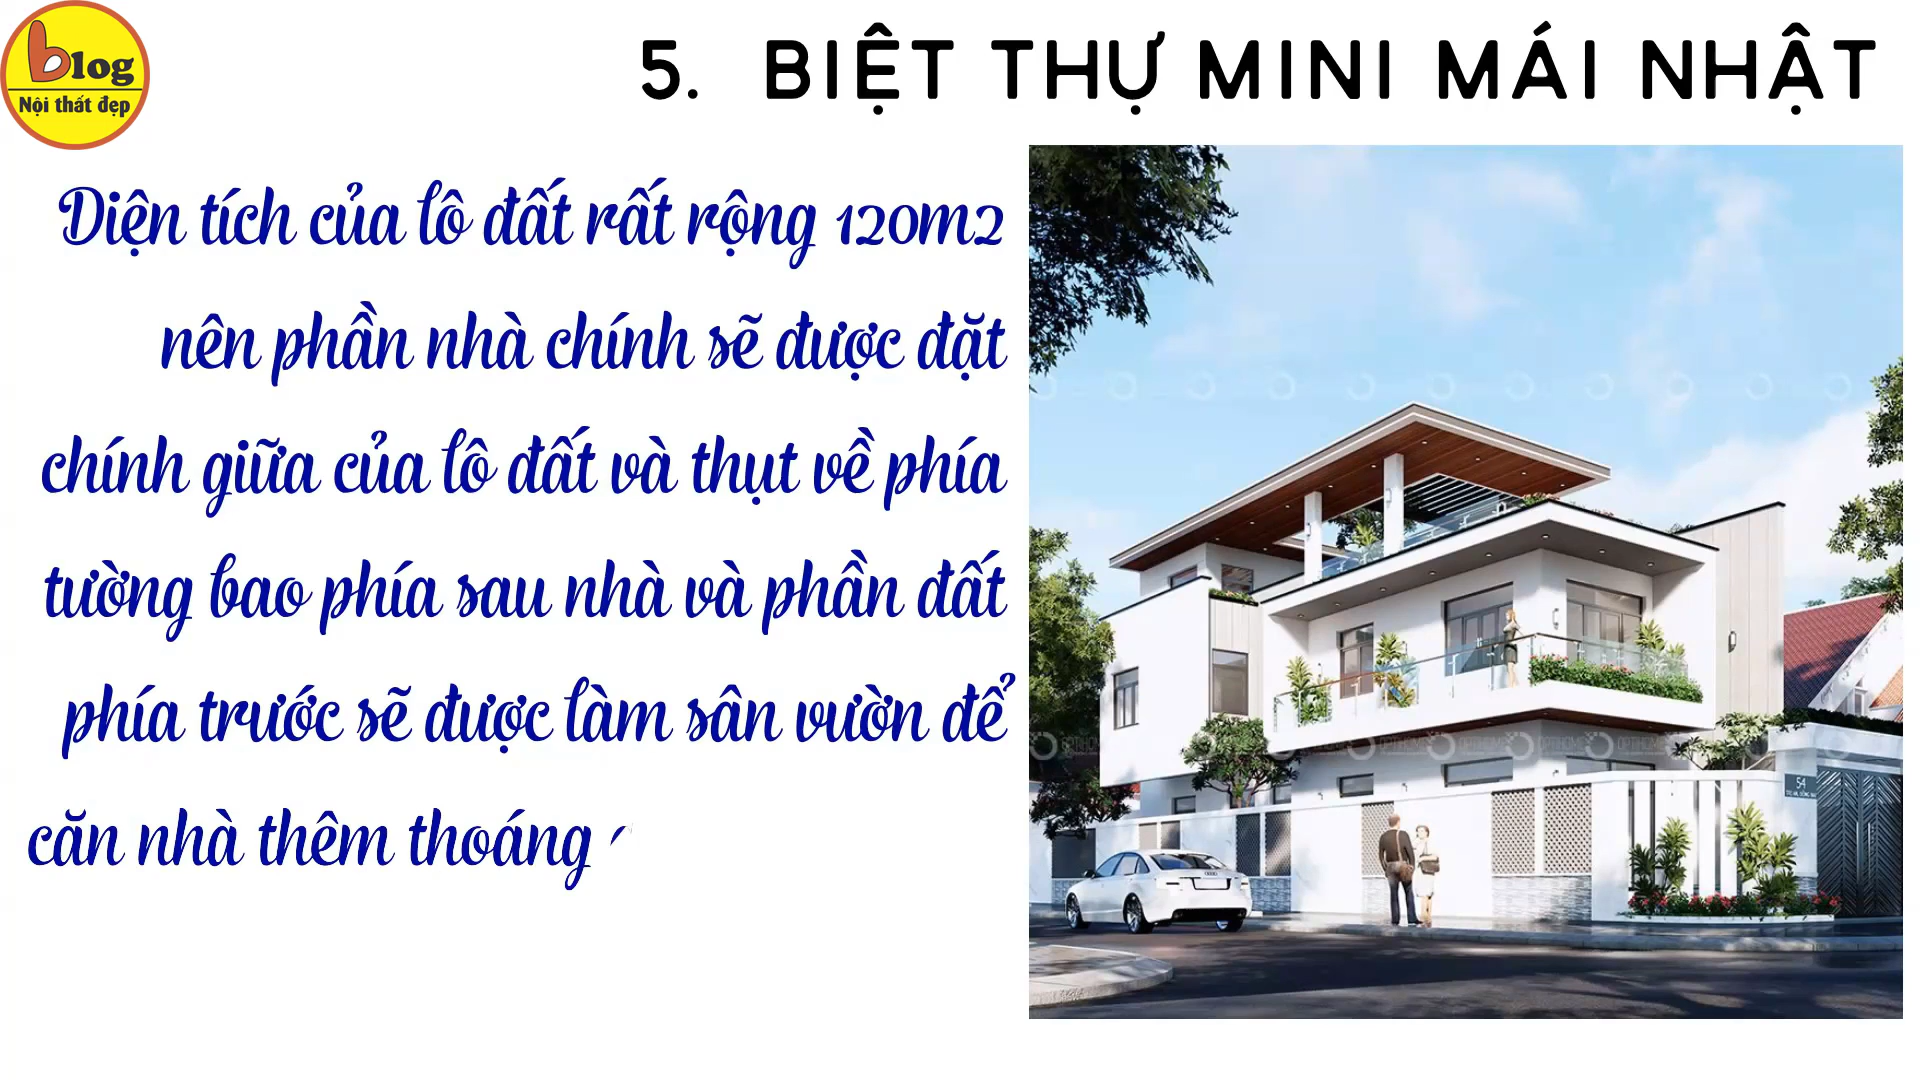 blog
Nội thất đẹp
5. BIỆT THỰ MINI MÁI NHẬT
Diện tích của lô đất rất rộng 120m2
nên phần nhà chính sẽ được đặt
chính giữa của lô đất và thụt về phía
tường bao phía sau nhà và phần đất
phía trước sẽ được làm sân vườn để
căn nhà thêm thoáng
54